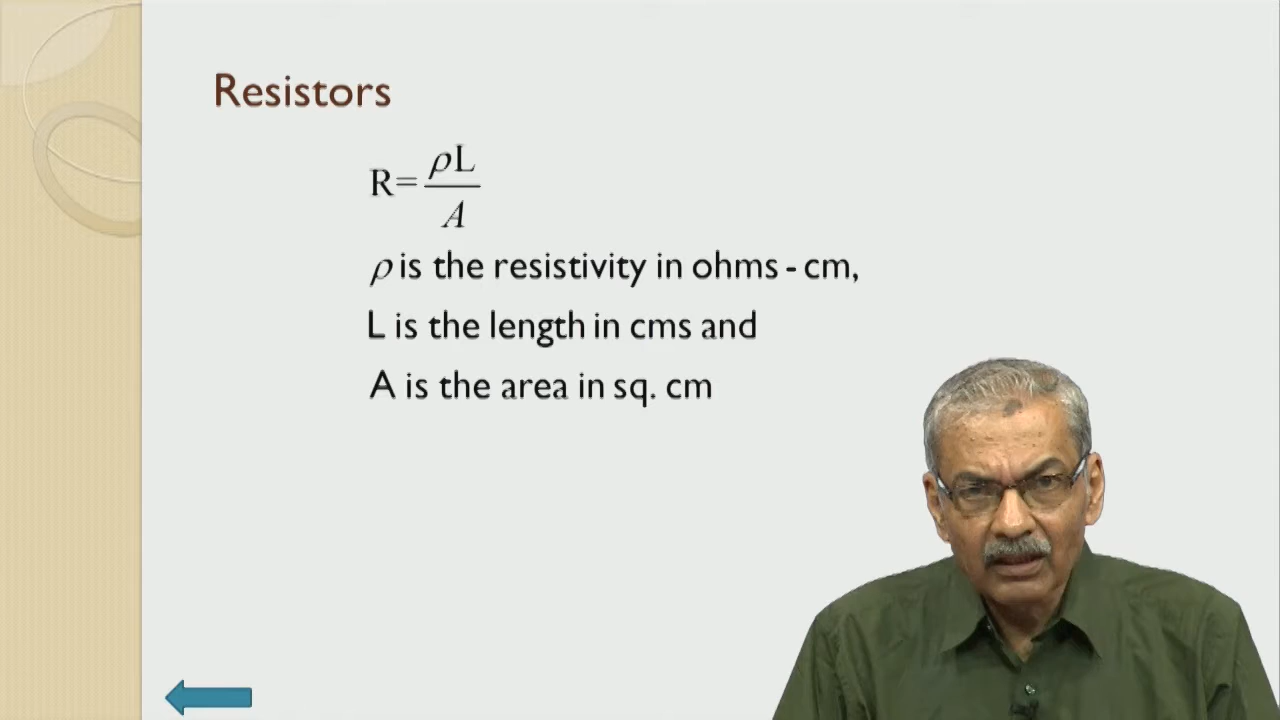 Resistors
R=ρL/A
ρ is the resistivity in ohms - cm,
L is the length in cms and
A is the area in sq. cm